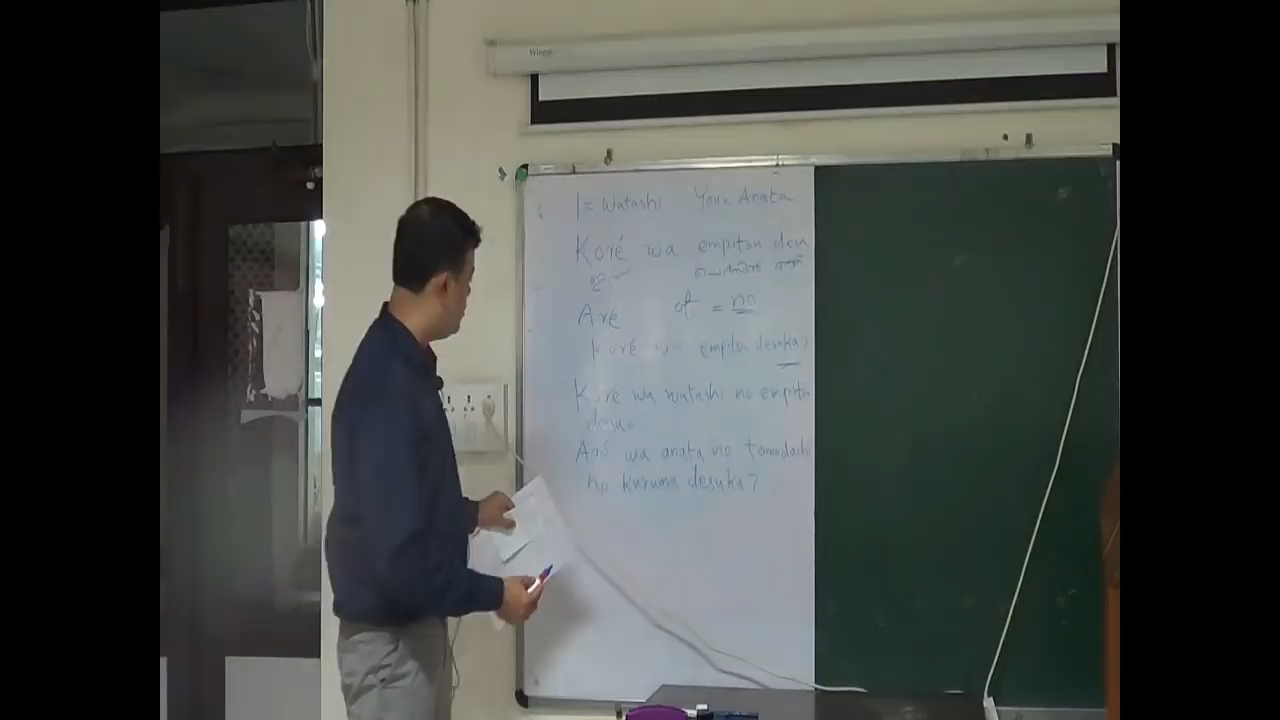 I = Watashi You = Anata
Koré wa empitsu desu
Aré of = no
Koré wa empitsu desuka?
Koré wa watashi no empitsu
desu.
Aré wa anata no tomodachi
no kuruma desuka?